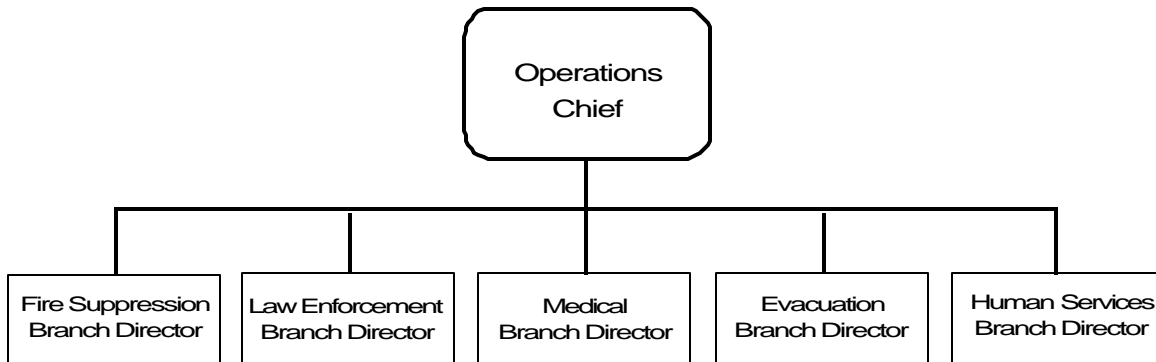 Operations
Chief
Fire Suppression
Branch Director
Law Enforcement
Branch Director
Medical
Branch Director
Evacuation
Branch Director
Human Services
Branch Director